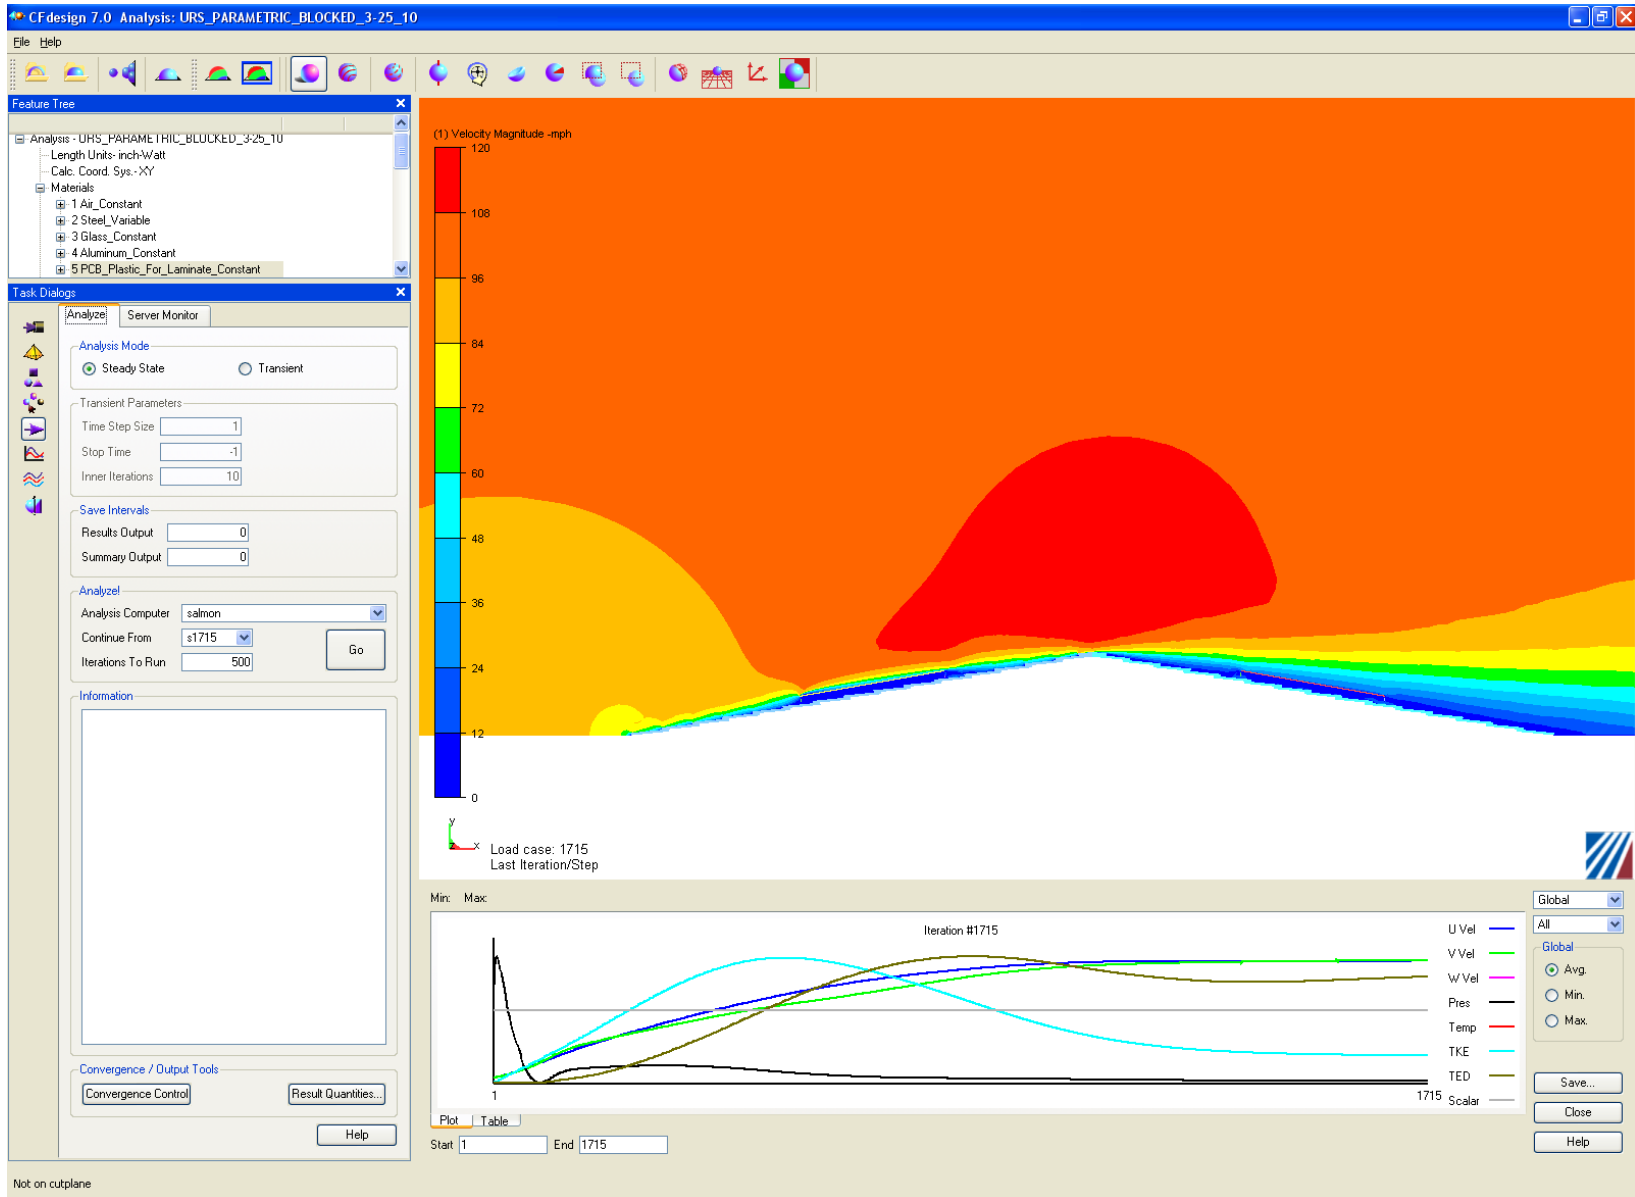 CFdesign 7.0 Analysis: URS_PARAMETRIC_BLOCKED_3-25_10
File Help
Feature Tree
Analysis - URS_PARAMETRIC_BLOCKED_3-25_10
Length Units- inch-Watt
Calc. Coord. Sys.- XY
Materials
1 Air_Constant
2 Steel_Variable
3 Glass_Constant
4 Aluminum_Constant
5 PCB_Plastic_For_Laminate_Constant
Task Dialogs
Analyze Server Monitor
Analysis Mode
Steady State Transient
Transient Parameters
Time Step Size 1
Stop Time -1
Inner Iterations 10
Save Intervals
Results Output 0
Summary Output 0
Analyze!
Analysis Computer salmon
Continue From s1715
Iterations To Run 500
Go
Information
Convergence / Output Tools
Convergence Control Result Quantities...
Help
(1) Velocity Magnitude -mph
120
108
96
84
72
60
48
36
24
12
0
y
z x
Load case: 1715
Last Iteration/Step
Min: Max:
Iteration #1715
1 1715
U Vel
V Vel
W Vel
Pres
Temp
TKE
TED
Scalar
Plot Table
Start 1 End 1715
Global
All
Global
Avg.
Min.
Max.
Save...
Close
Help
Not on cutplane